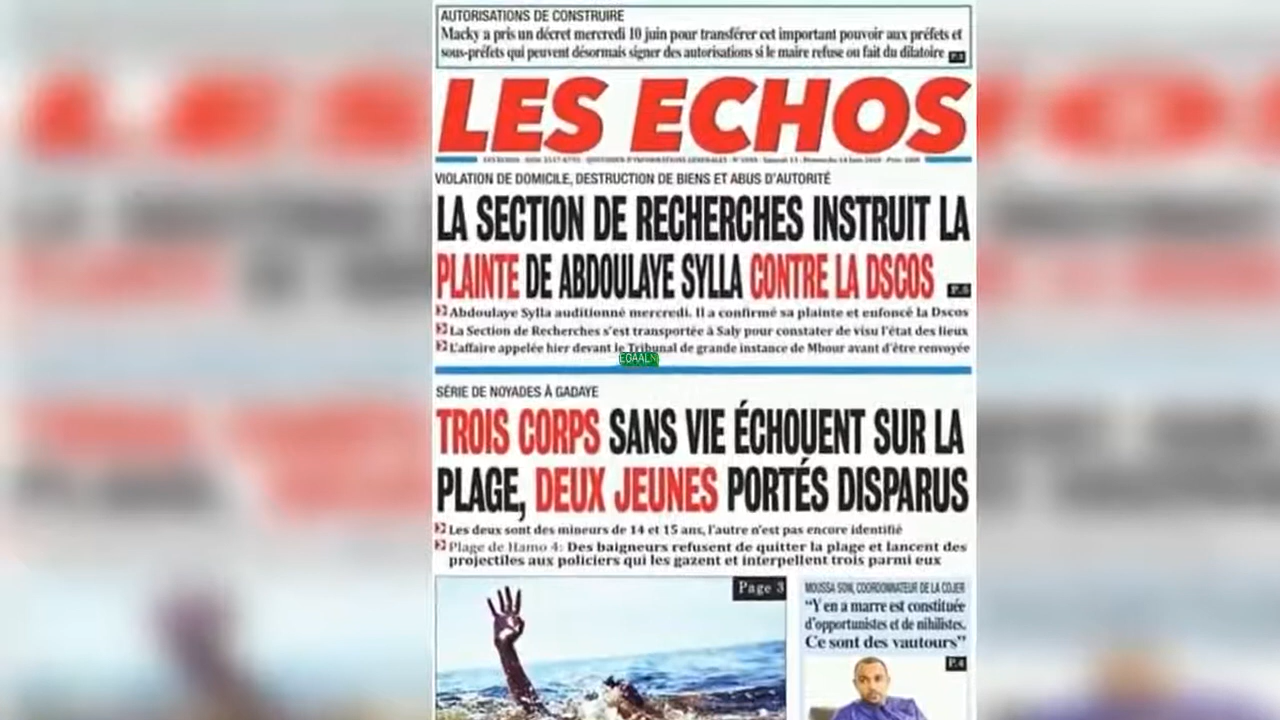 AUTORISATIONS DE CONSTRUIRE
Macky a pris un décret mercredi 10 juin pour transférer cet important pouvoir aux préfets et
sous-préfets qui peuvent désormais signer des autorisations si le maire refuse ou fait du dilatoire
LES ECHOS
VIOLATION DE DOMICILE, DESTRUCTION DE BIENS ET ABUS D'AUTORITÉ
LA SECTION DE RECHERCHES INSTRUIT LA
PLAINTE DE ABDOULAYE SYLLA CONTRE LA DSCOS
Abdoulaye Sylla auditionné mercredi. Il a confirmé sa plainte et enfoncé la Dscos
La Section de Recherches s'est transportée à Saly pour constater de visu l'état des lieux
L'affaire appelée hier devant le Tribunal de grande instance de Mbour avant d'être renvoyée
EGAALN
SÉRIE DE NOYADES À GADAYE
TROIS CORPS SANS VIE ÉCHOUENT SUR LA
PLAGE, DEUX JEUNES PORTÉS DISPARUS
Les deux sont des mineurs de 14 et 15 ans, l'autre n'est pas encore identifié
Plage de Hamo 4: Des baigneurs refusent de quitter la plage et lancent des
projectiles aux policiers qui les gazent et interpellent trois parmi eux
Page 3
MOUSSA SOW, COORDONNATEUR DE LA COJER
"Y en a marre est constituée
d'opportunistes et de nihilistes.
Ce sont des vautours"
P.4